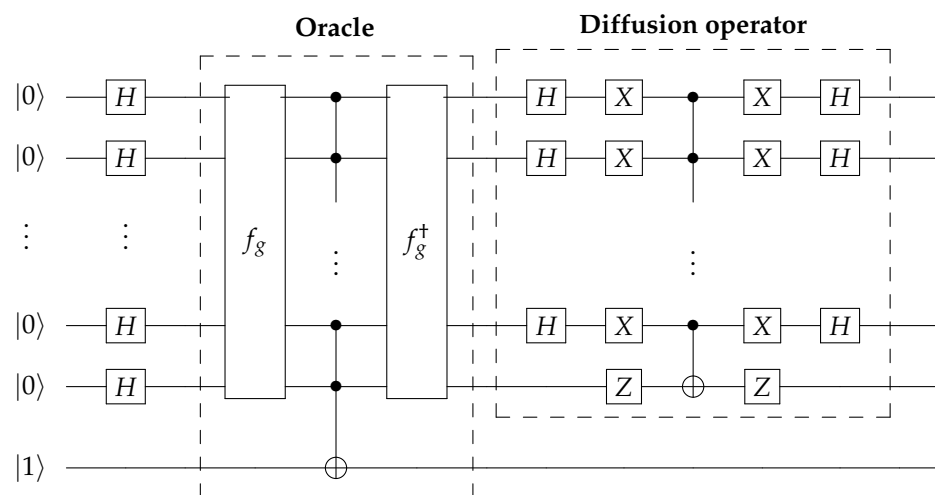 Oracle
Diffusion operator
|0⟩ H H X X H
|0⟩ H H X X H
⋮ ⋮ f_g ⋮ f_g^† ⋮
|0⟩ H H X X H
|0⟩ H Z Z
|1⟩